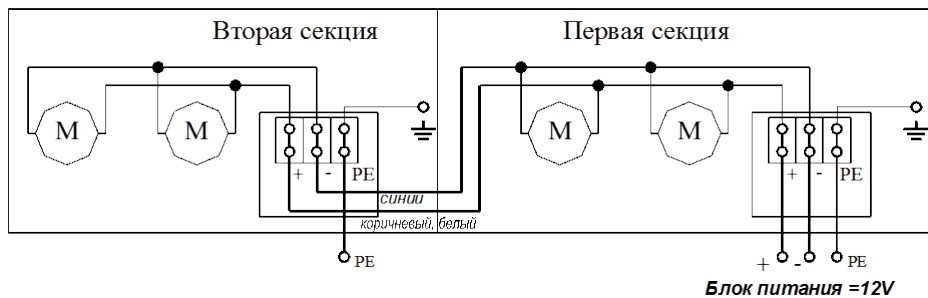 Вторая секция
Первая секция
M
M
M
M
+ - PE
+ - PE
синий
коричневый, белый
PE
+ - PE
Блок питания =12V